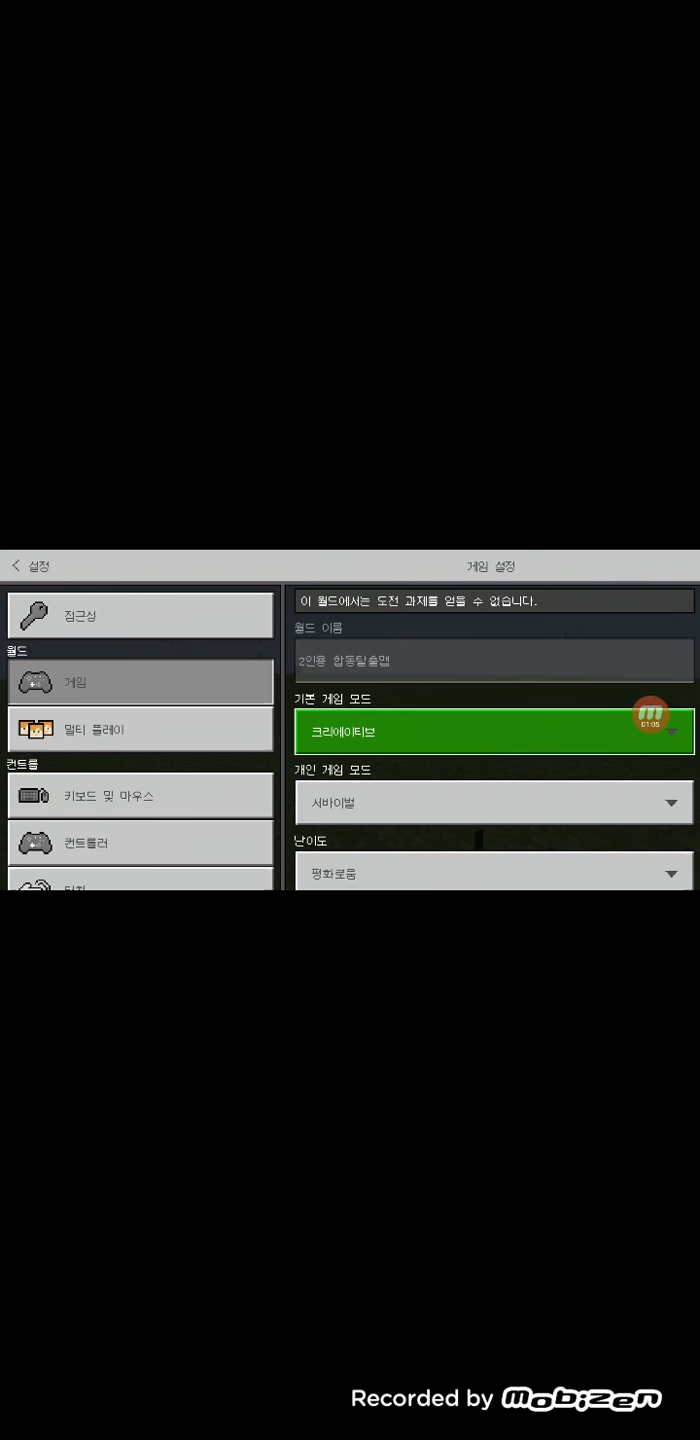 설정
게임 설정
접근성
월드
게임
멀티 플레이
컨트롤
키보드 및 마우스
컨트롤러
터치
이 월드에서는 도전 과제를 얻을 수 없습니다.
월드 이름
2인용 합동탈출맵
기본 게임 모드
크리에이티브
01:05
개인 게임 모드
서바이벌
난이도
평화로움
Recorded by mobizen